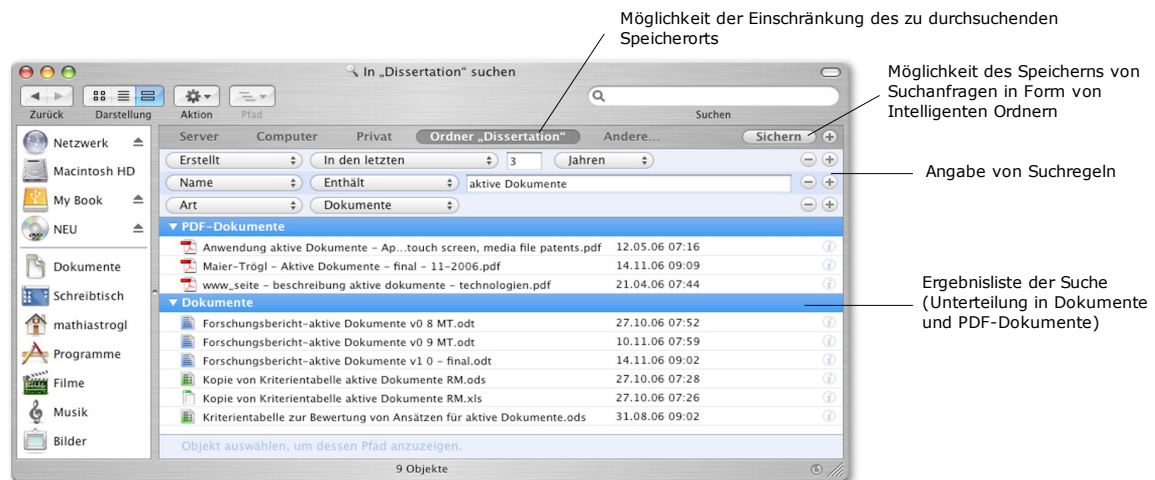 Möglichkeit der Einschränkung des zu durchsuchenden
Speicherorts
In „Dissertation“ suchen
Zurück Darstellung Aktion Pfad Suchen
Möglichkeit des Speicherns von
Suchanfragen in Form von
Intelligenten Ordnern
Server Computer Privat Ordner „Dissertation“ Andere... Sichern
Erstellt In den letzten 3 Jahren
Name Enthält aktive Dokumente
Art Dokumente
Angabe von Suchregeln
Netzwerk
Macintosh HD
My Book
NEU
Dokumente
Schreibtisch
mathiastrogl
Programme
Filme
Musik
Bilder
PDF-Dokumente
Anwendung aktive Dokumente – Ap...touch screen, media file patents.pdf 12.05.06 07:16
Maier-Trögl – Aktive Dokumente – final – 11-2006.pdf 14.11.06 09:09
www_seite – beschreibung aktive dokumente – technologien.pdf 21.04.06 07:44
Dokumente
Forschungsbericht-aktive Dokumente v0 8 MT.odt 27.10.06 07:52
Forschungsbericht-aktive Dokumente v0 9 MT.odt 10.11.06 07:59
Forschungsbericht-aktive Dokumente v1 0 – final.odt 14.11.06 09:02
Kopie von Kriterientabelle aktive Dokumente RM.ods 27.10.06 07:28
Kopie von Kriterientabelle aktive Dokumente RM.xls 27.10.06 07:26
Kriterientabelle zur Bewertung von Ansätzen für aktive Dokumente.ods 31.08.06 09:02
Ergebnisliste der Suche
(Unterteilung in Dokumente
und PDF-Dokumente)
Objekt auswählen, um dessen Pfad anzuzeigen.
9 Objekte